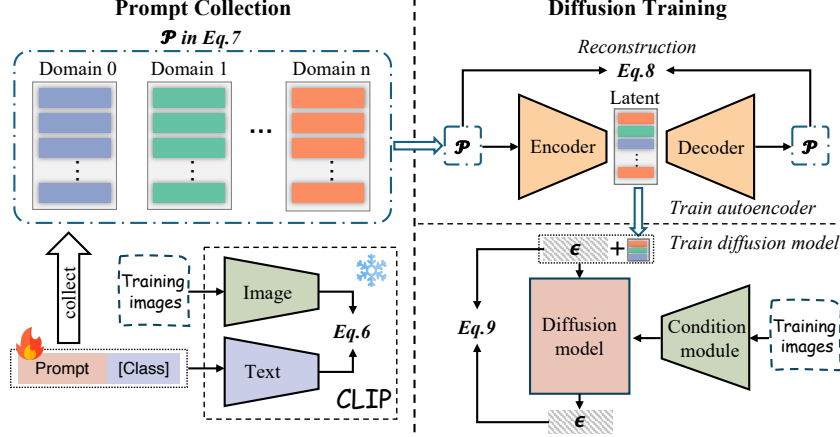 Prompt Collection
𝓟 in Eq.7
Domain 0
Domain 1
Domain n
...
collect
Training
images
Image
Eq.6
Prompt
[Class]
Text
CLIP
Diffusion Training
Reconstruction
Eq.8
Latent
𝓟
Encoder
Decoder
𝓟
Train autoencoder
ϵ
+
Train diffusion model
Eq.9
Diffusion
model
Condition
module
Training
images
ϵ